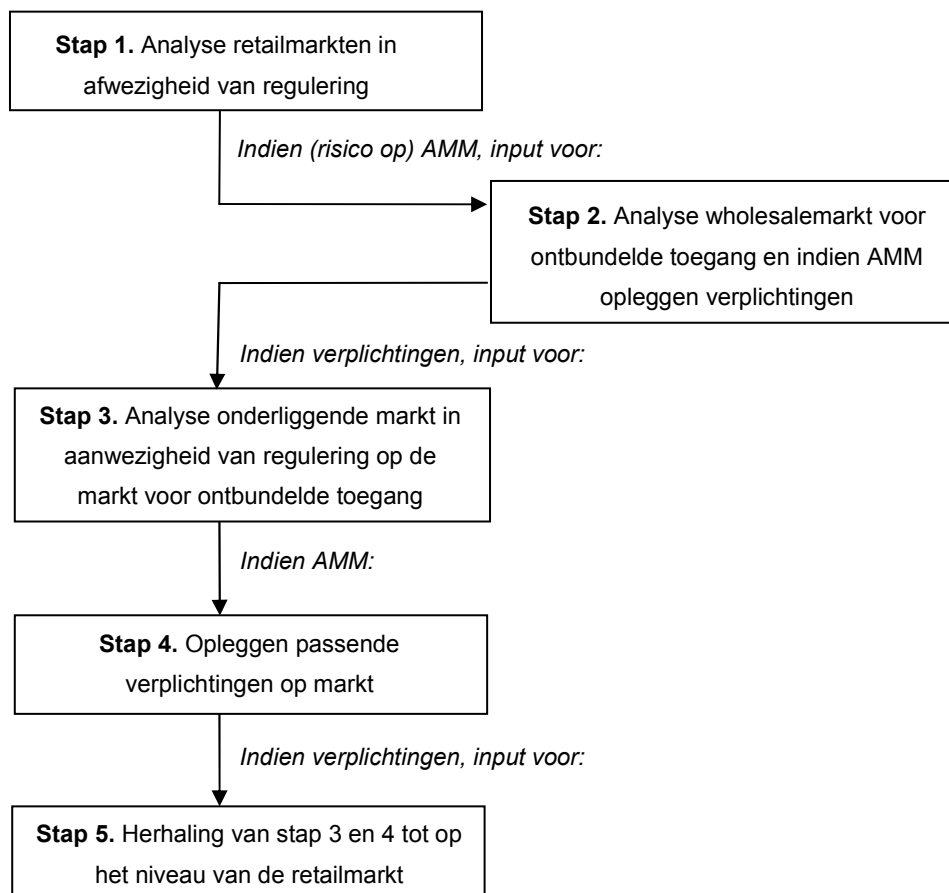 Stap 1. Analyse retailmarkten in
afwezigheid van regulering
Indien (risico op) AMM, input voor:
Stap 2. Analyse wholesalemarkt voor
ontbundelde toegang en indien AMM
opleggen verplichtingen
Indien verplichtingen, input voor:
Stap 3. Analyse onderliggende markt in
aanwezigheid van regulering op de
markt voor ontbundelde toegang
Indien AMM:
Stap 4. Opleggen passende
verplichtingen op markt
Indien verplichtingen, input voor:
Stap 5. Herhaling van stap 3 en 4 tot op
het niveau van de retailmarkt